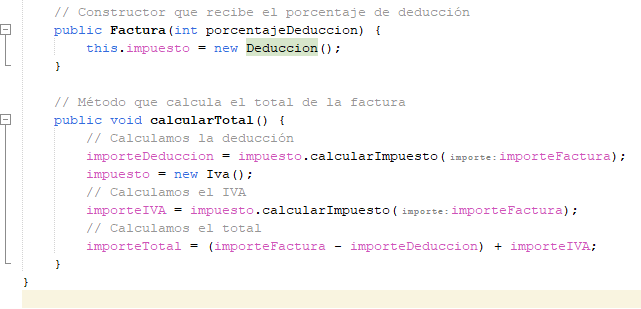 // Constructor que recibe el porcentaje de deducción
public Factura(int porcentajeDeduccion) {
this.impuesto = new Deduccion();
}
// Método que calcula el total de la factura
public void calcularTotal() {
// Calculamos la deducción
importeDeduccion = impuesto.calcularImpuesto(importe: importeFactura);
impuesto = new Iva();
// Calculamos el IVA
importeIVA = impuesto.calcularImpuesto(importe: importeFactura);
// Calculamos el total
importeTotal = (importeFactura - importeDeduccion) + importeIVA;
}
}